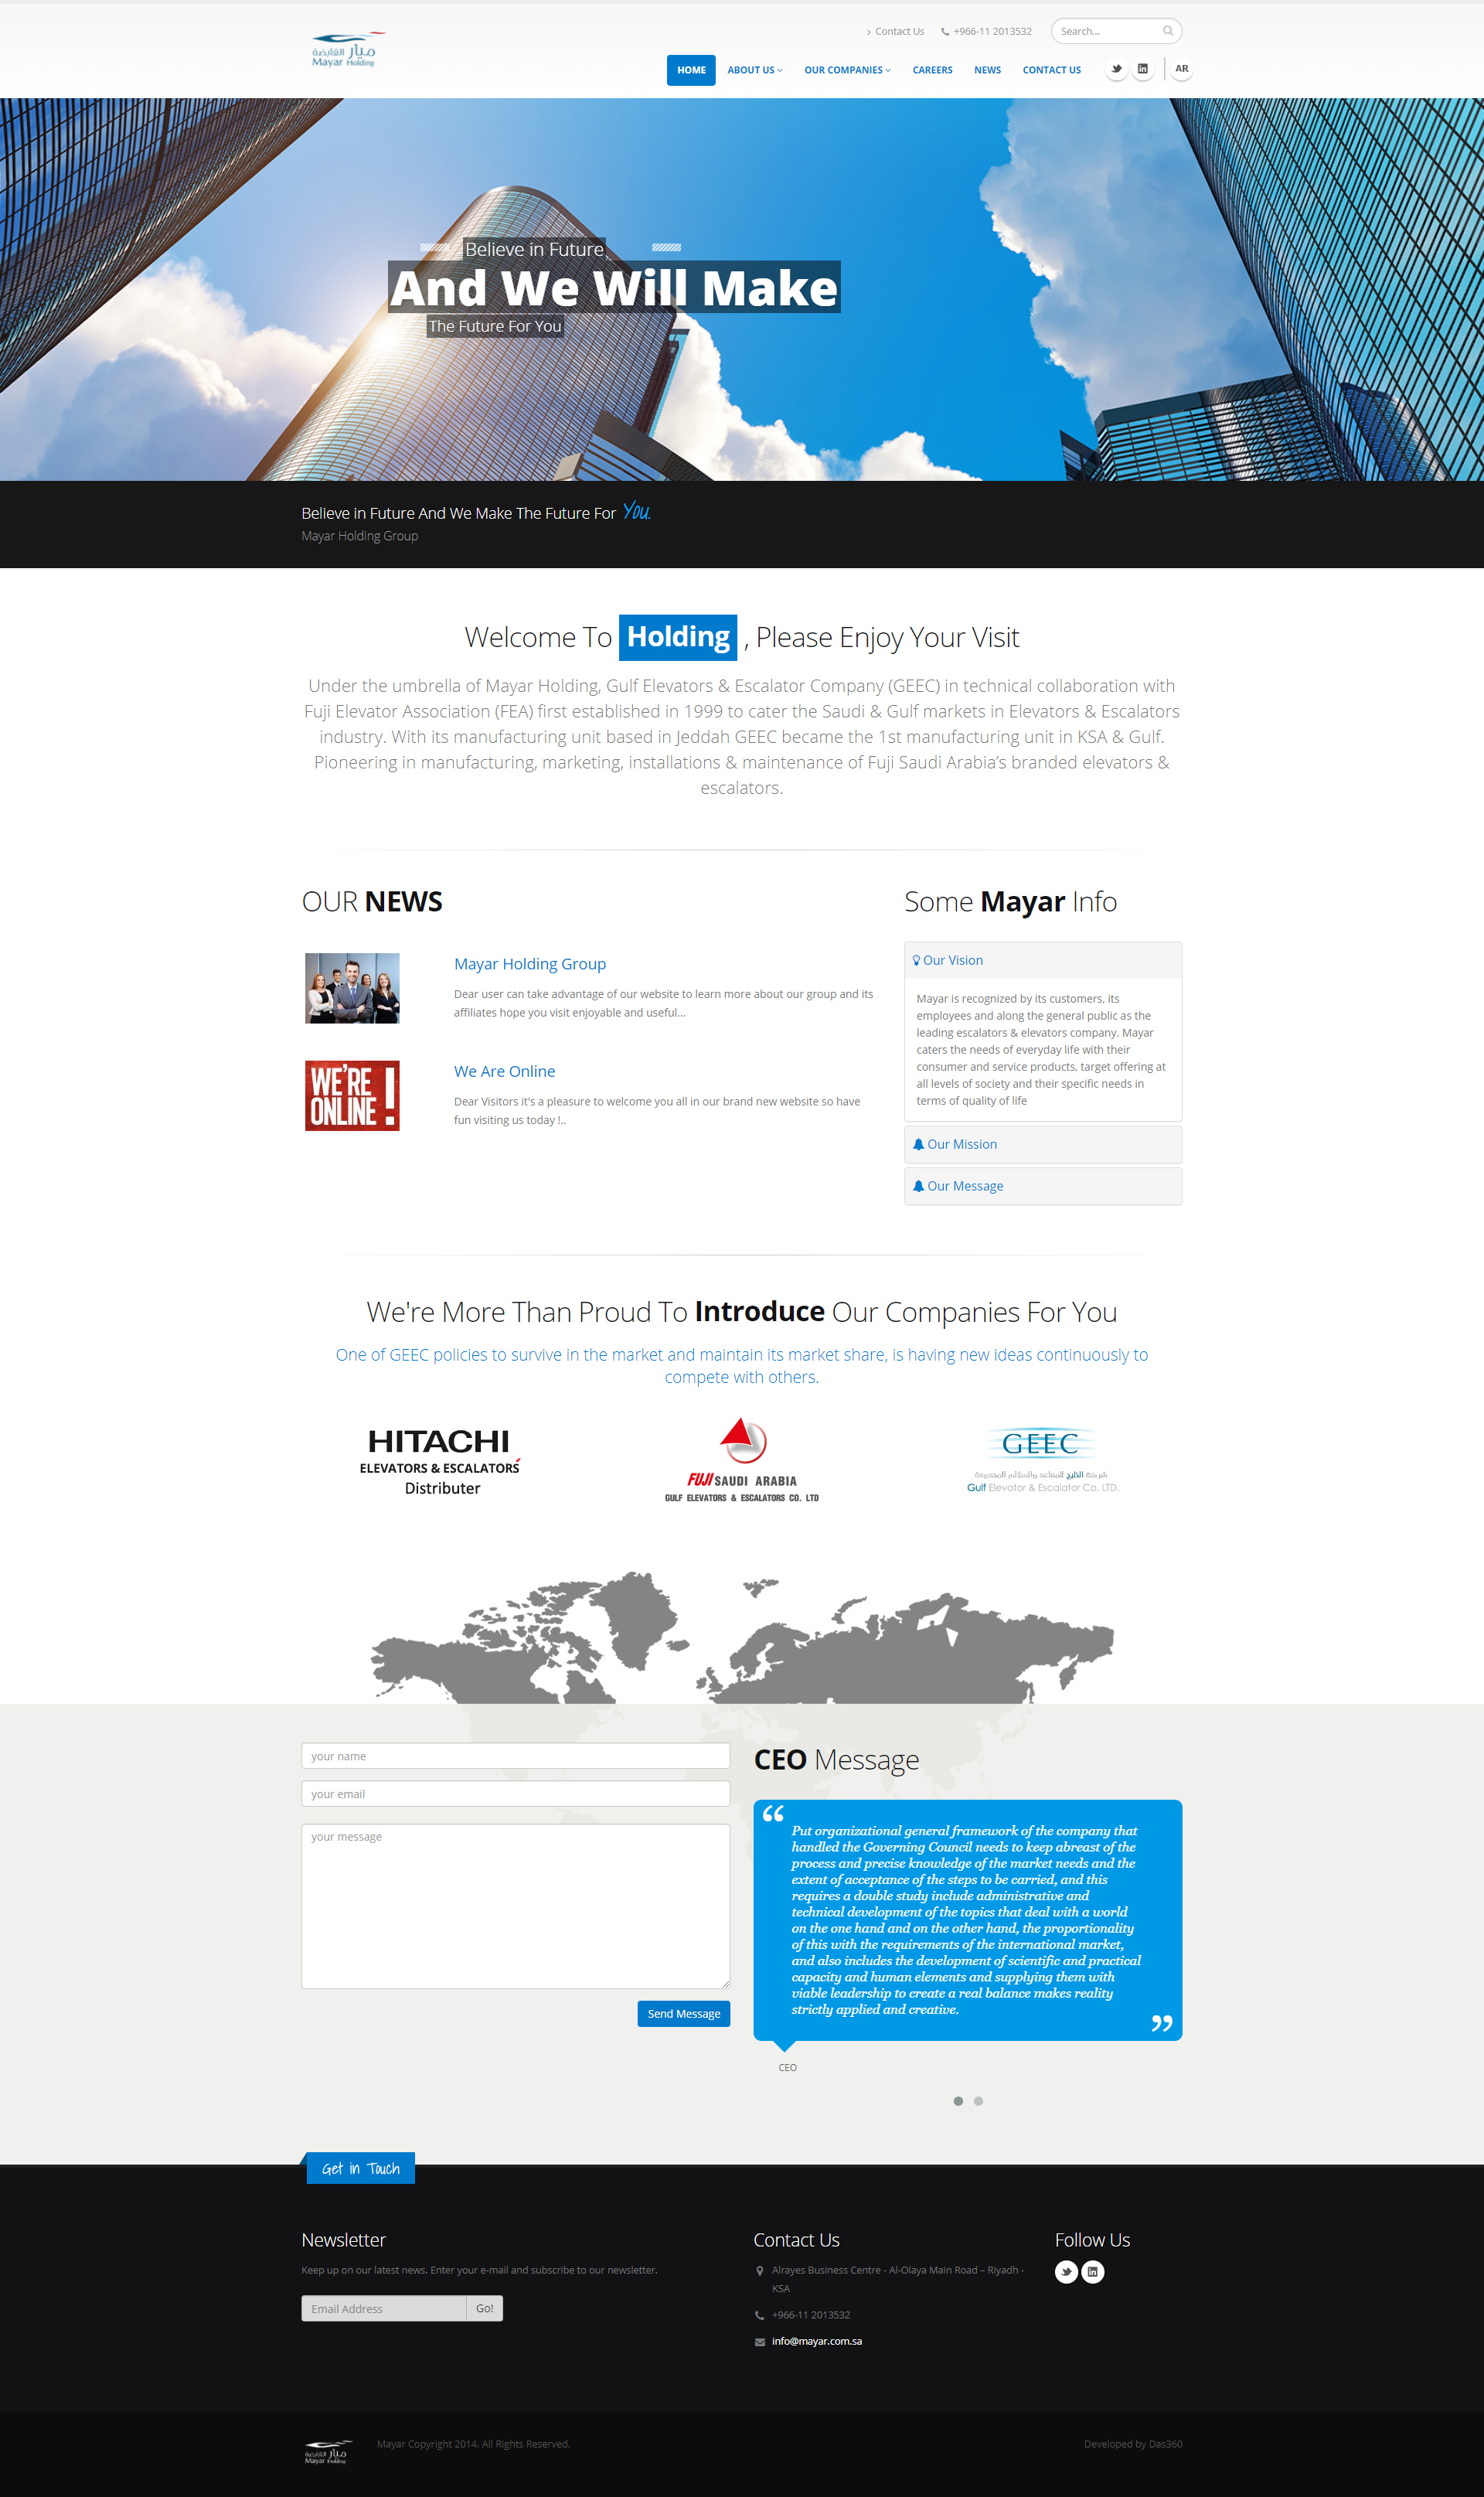 Contact Us
+966-11 2013532
Search...
ميار القابضة
Mayar Holding
HOME
ABOUT US
OUR COMPANIES
CAREERS
NEWS
CONTACT US
AR
Believe in Future
And We Will Make
The Future For You
Believe in Future And We Make The Future For You.
Mayar Holding Group
Welcome To Holding , Please Enjoy Your Visit
Under the umbrella of Mayar Holding, Gulf Elevators & Escalator Company (GEEC) in technical collaboration with
Fuji Elevator Association (FEA) first established in 1999 to cater the Saudi & Gulf markets in Elevators & Escalators
industry. With its manufacturing unit based in Jeddah GEEC became the 1st manufacturing unit in KSA & Gulf.
Pioneering in manufacturing, marketing, installations & maintenance of Fuji Saudi Arabia’s branded elevators &
escalators.
OUR NEWS
Mayar Holding Group
Dear user can take advantage of our website to learn more about our group and its
affiliates hope you visit enjoyable and useful...
WE'RE
ONLINE !
We Are Online
Dear Visitors it's a pleasure to welcome you all in our brand new website so have
fun visiting us today !..
Some Mayar Info
Our Vision
Mayar is recognized by its customers, its
employees and along the general public as the
leading escalators & elevators company. Mayar
caters the needs of everyday life with their
consumer and service products, target offering at
all levels of society and their specific needs in
terms of quality of life
Our Mission
Our Message
We're More Than Proud To Introduce Our Companies For You
One of GEEC policies to survive in the market and maintain its market share, is having new ideas continuously to
compete with others.
HITACHI
ELEVATORS & ESCALATORS
Distributer
FUJI SAUDI ARABIA
GULF ELEVATORS & ESCALATORS CO. LTD
GEEC
شركة الخليج للمصاعد والسلالم المحدودة
Gulf Elevator & Escalator Co. LTD.
your name
your email
your message
Send Message
CEO Message
“
Put organizational general framework of the company that
handled the Governing Council needs to keep abreast of the
process and precise knowledge of the market needs and the
extent of acceptance of the steps to be carried, and this
requires a double study include administrative and
technical development of the topics that deal with a world
on the one hand and on the other hand, the proportionality
of this with the requirements of the international market,
and also includes the development of scientific and practical
capacity and human elements and supplying them with
viable leadership to create a real balance makes reality
strictly applied and creative.
”
CEO
Get in Touch
Newsletter
Keep up on our latest news. Enter your e-mail and subscribe to our newsletter.
Email Address
Go!
Contact Us
Alrayes Business Centre - Al-Olaya Main Road – Riyadh -
KSA
+966-11 2013532
info@mayar.com.sa
Follow Us
ميار القابضة
Mayar Holding
Mayar Copyright 2014. All Rights Reserved.
Developed by Das360